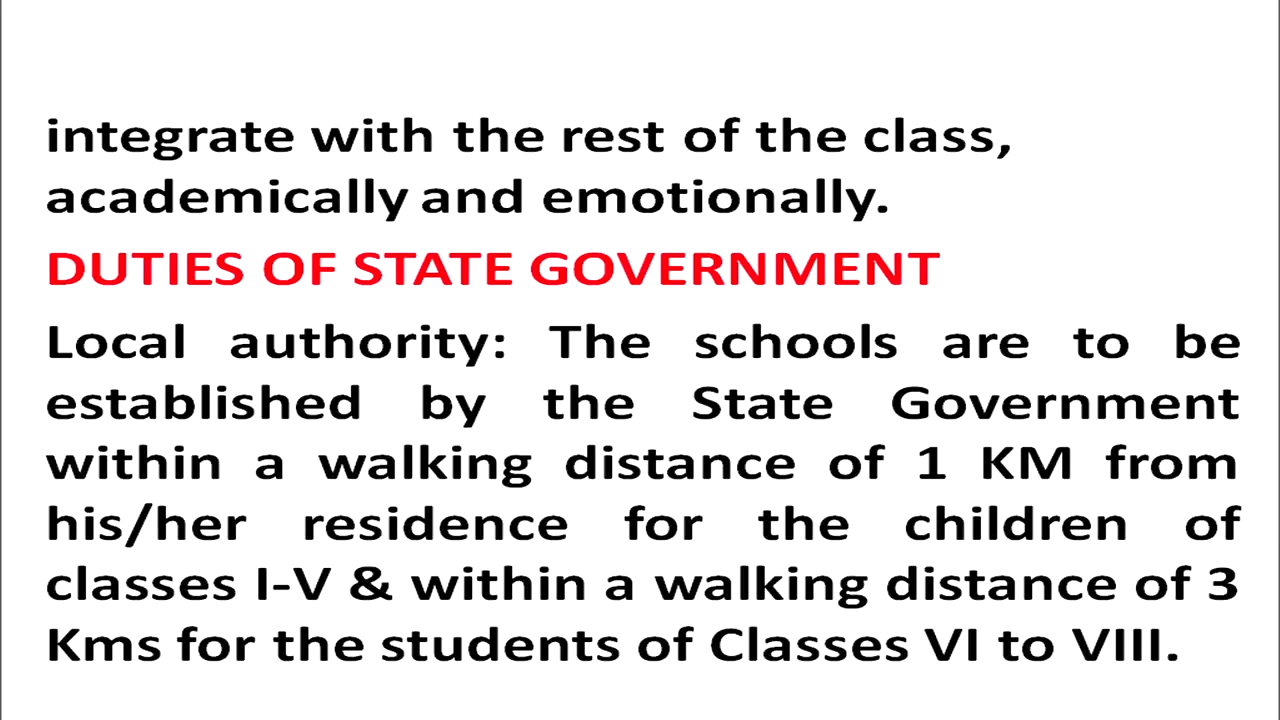 integrate with the rest of the class,
academically and emotionally.
DUTIES OF STATE GOVERNMENT
Local authority: The schools are to be
established by the State Government
within a walking distance of 1 KM from
his/her residence for the children of
classes I-V & within a walking distance of 3
Kms for the students of Classes VI to VIII.